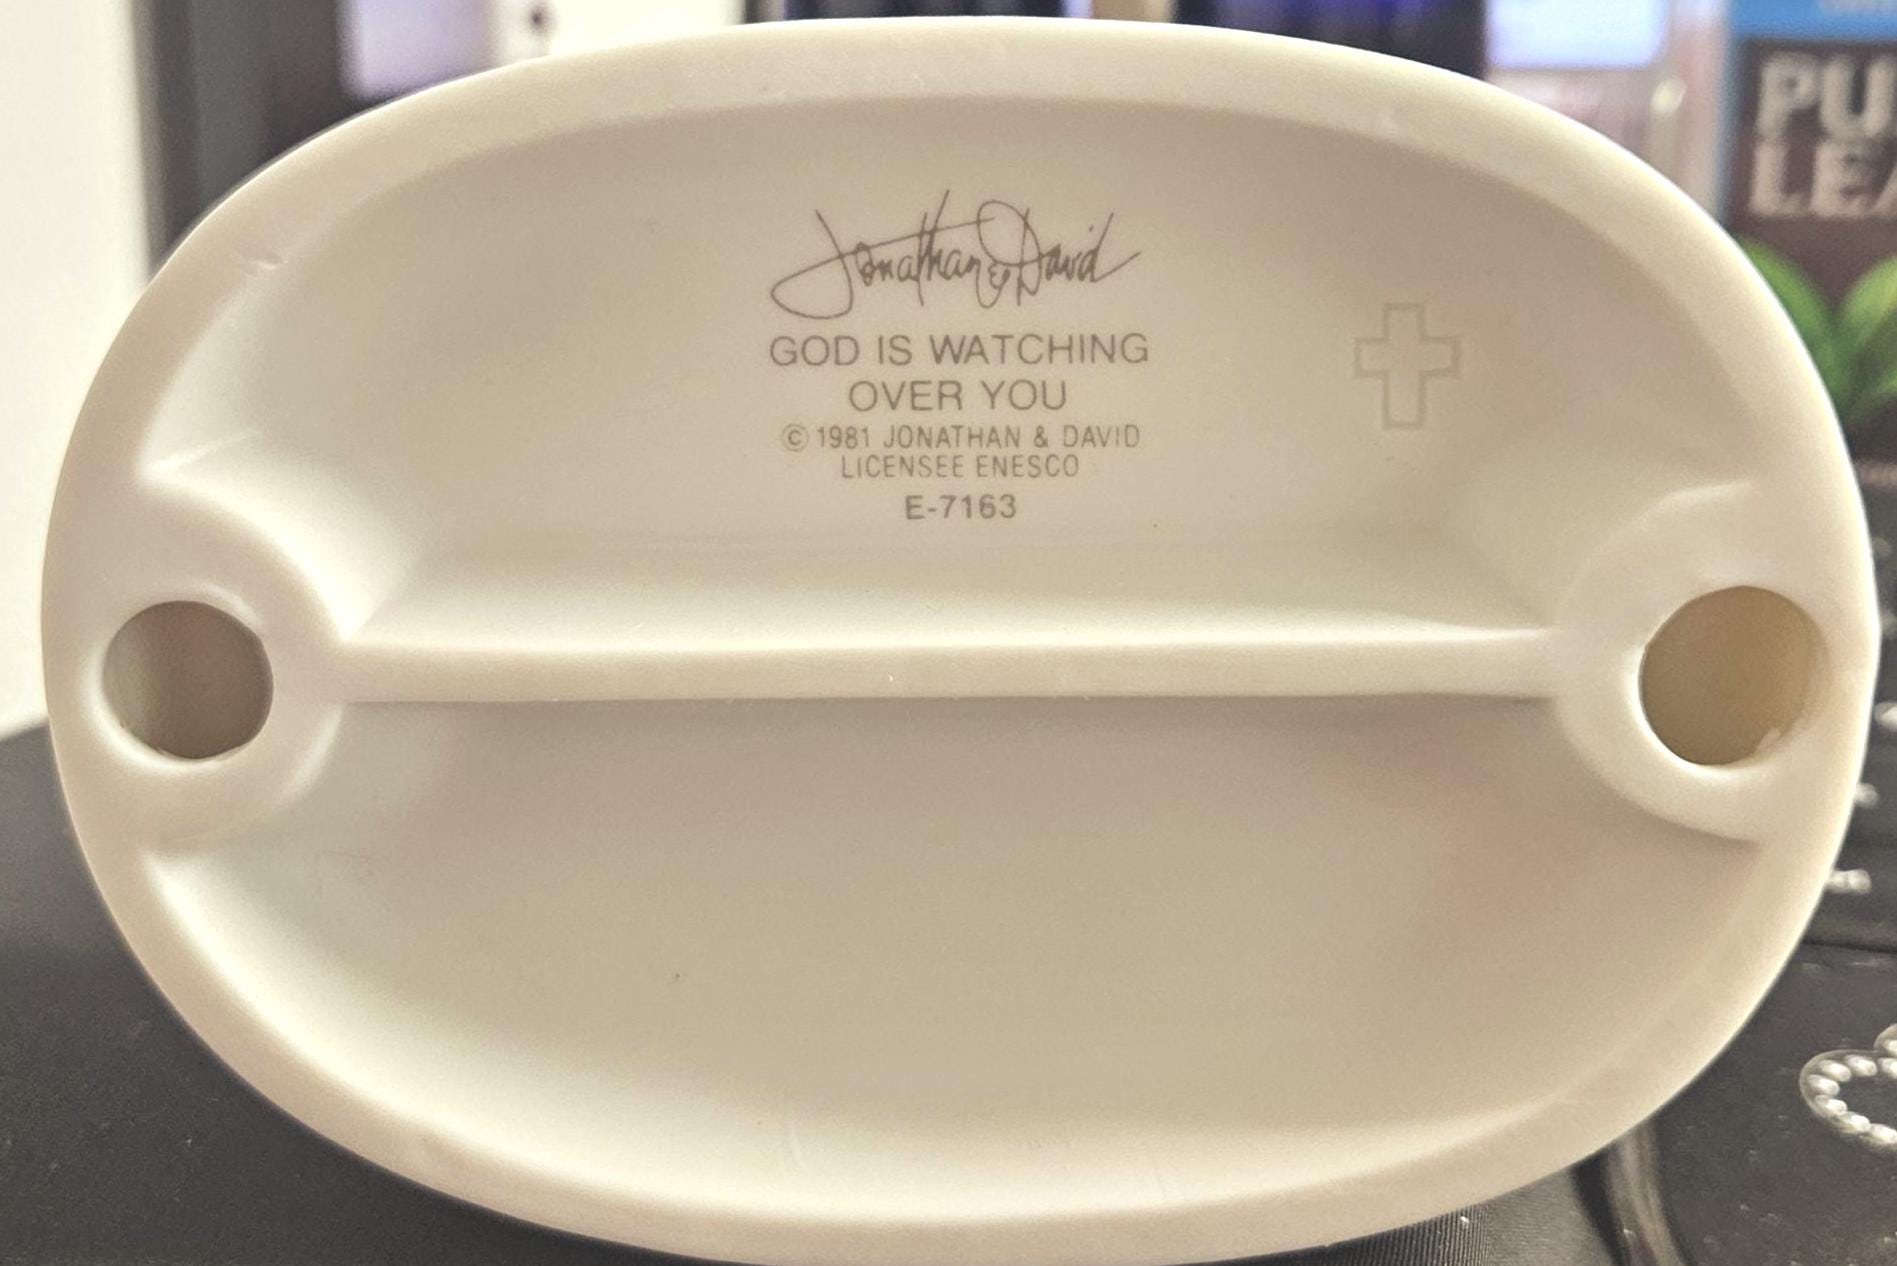 Jonathan & David
GOD IS WATCHING
OVER YOU
© 1981 JONATHAN & DAVID
LICENSEE ENESCO
E-7163